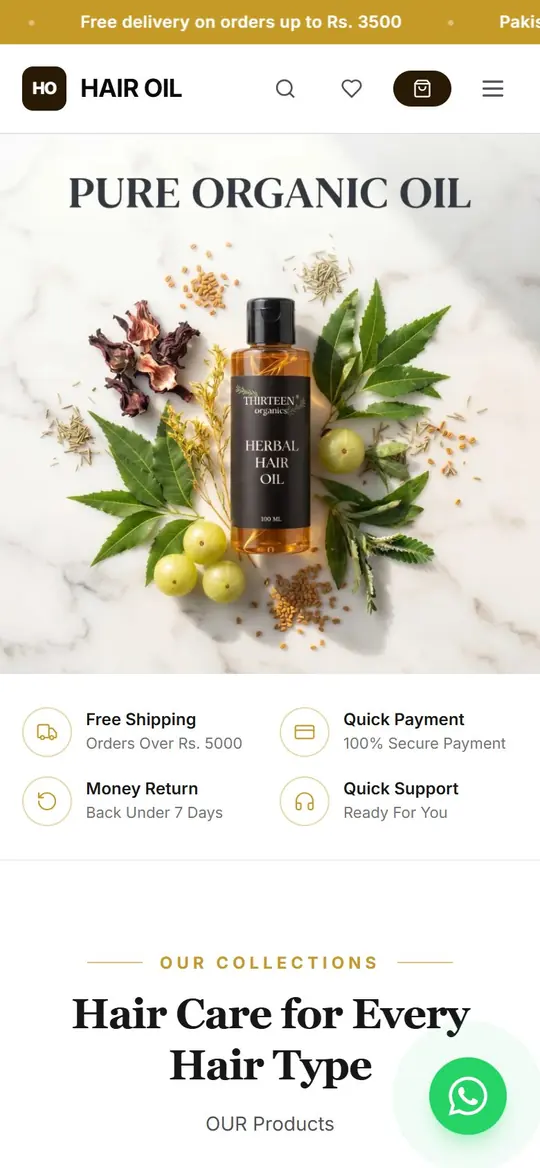 Free delivery on orders up to Rs. 3500
Pakis
HO
HAIR OIL
PURE ORGANIC OIL
THIRTEEN
organics
HERBAL
HAIR
OIL
100 ML
Free Shipping
Orders Over Rs. 5000
Quick Payment
100% Secure Payment
Money Return
Back Under 7 Days
Quick Support
Ready For You
OUR COLLECTIONS
Hair Care for Every
Hair Type
OUR Products